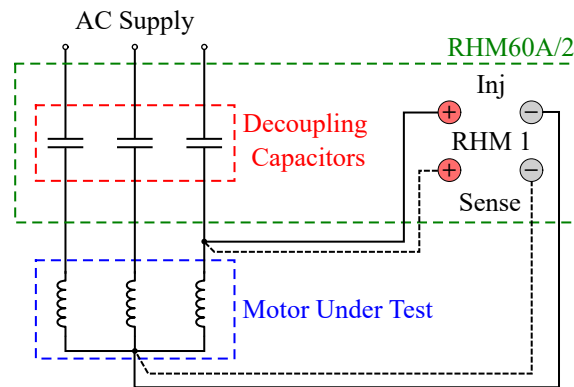 AC Supply
RHM60A/2
Inj
Decoupling
Capacitors
+
−
RHM 1
+
−
Sense
Motor Under Test